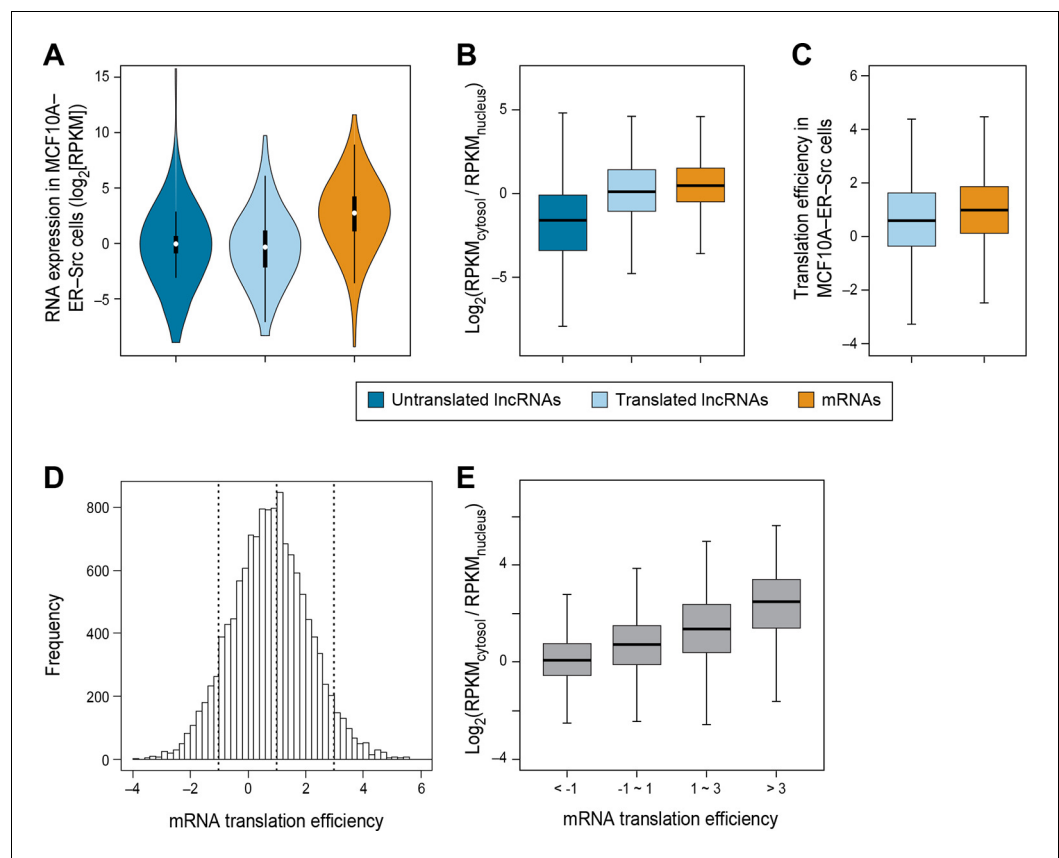 A
RNA expression in MCF10A–
ER–Src cells (log2[RPKM])
15
10
5
0
–5
B
Log2(RPKMcytosol / RPKMnucleus)
5
0
–5
C
Translation efficiency in
MCF10A–ER–Src cells
6
4
2
0
–2
–4
Untranslated lncRNAs
Translated lncRNAs
mRNAs
D
Frequency
800
600
400
200
0
–4
–2
0
2
4
6
mRNA translation efficiency
E
Log2(RPKMcytosol / RPKMnucleus)
4
0
–4
< -1
-1 ~ 1
1 ~ 3
> 3
mRNA translation efficiency